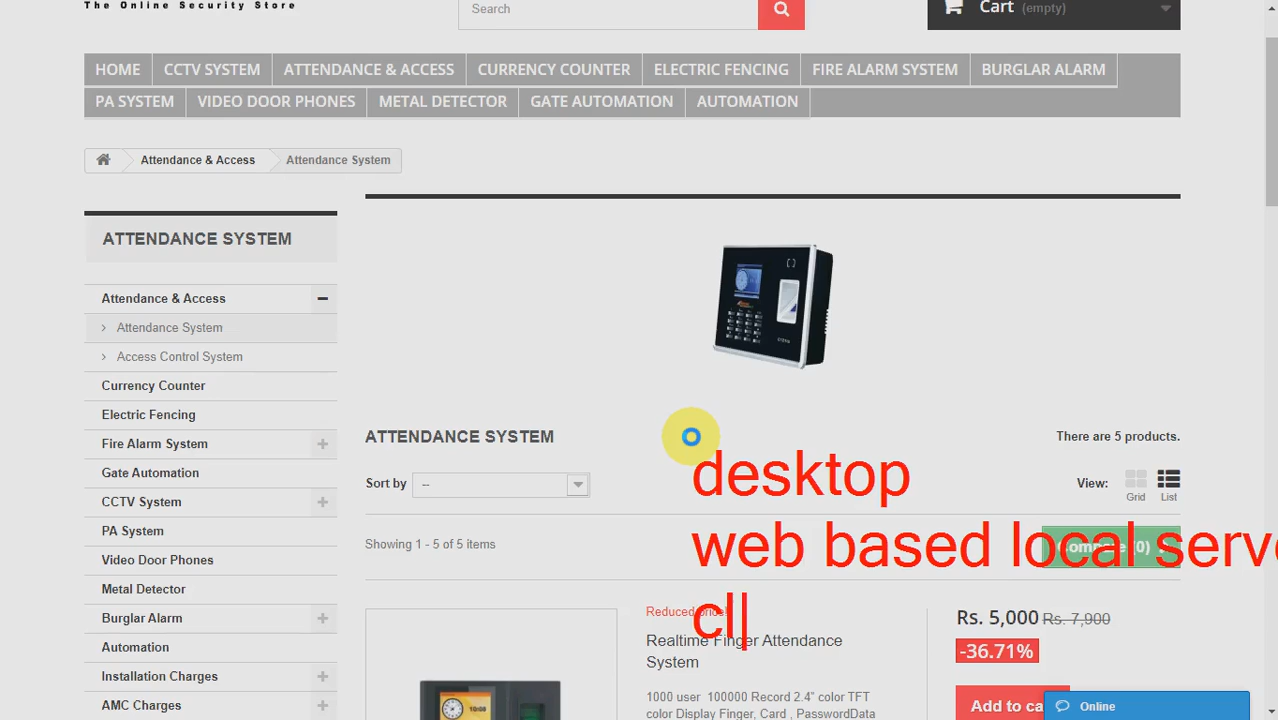 The Online Security Store
Search
Cart (empty)
HOME
CCTV SYSTEM
ATTENDANCE & ACCESS
CURRENCY COUNTER
ELECTRIC FENCING
FIRE ALARM SYSTEM
BURGLAR ALARM
PA SYSTEM
VIDEO DOOR PHONES
METAL DETECTOR
GATE AUTOMATION
AUTOMATION
Attendance & Access
Attendance System
ATTENDANCE SYSTEM
Attendance & Access
Attendance System
Access Control System
Currency Counter
Electric Fencing
Fire Alarm System
Gate Automation
CCTV System
PA System
Video Door Phones
Metal Detector
Burglar Alarm
Automation
Installation Charges
AMC Charges
ATTENDANCE SYSTEM
There are 5 products.
Sort by
--
View:
Grid
List
Showing 1 - 5 of 5 items
Compare (0)
desktop
web based local serve
cl
Reduced price!
Realtime Finger Attendance
System
1000 user 100000 Record 2.4" color TFT
color Display Finger, Card , PasswordData
Rs. 5,000 Rs. 7,900
-36.71%
Add to ca
Online